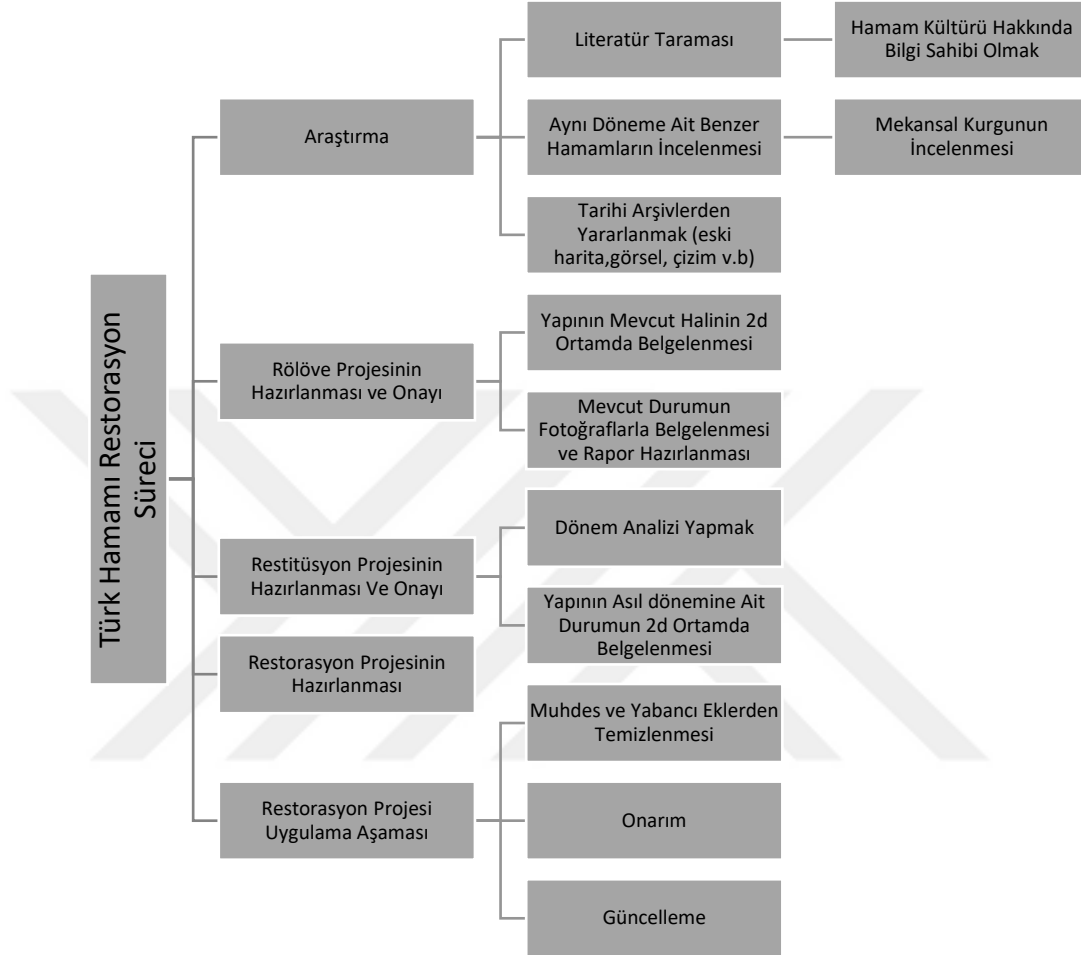 Türk Hamamı Restorasyon
Süreci
Araştırma
Literatür Taraması
Hamam Kültürü Hakkında
Bilgi Sahibi Olmak
Aynı Döneme Ait Benzer
Hamamların İncelenmesi
Mekansal Kurgunun
İncelenmesi
Tarihi Arşivlerden
Yararlanmak (eski
harita,görsel, çizim v.b)
Rölöve Projesinin
Hazırlanması ve Onayı
Yapının Mevcut Halinin 2d
Ortamda Belgelenmesi
Mevcut Durumun
Fotoğraflarla Belgelenmesi
ve Rapor Hazırlanması
Restitüsyon Projesinin
Hazırlanması Ve Onayı
Dönem Analizi Yapmak
Yapının Asıl dönemine Ait
Durumun 2d Ortamda
Belgelenmesi
Restorasyon Projesinin
Hazırlanması
Restorasyon Projesi
Uygulama Aşaması
Muhdes ve Yabancı Eklerden
Temizlenmesi
Onarım
Güncelleme